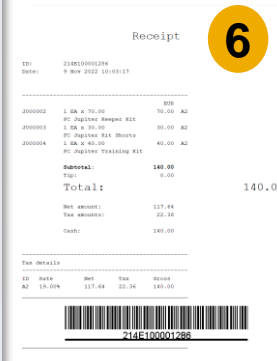 Receipt
6
ID: 214E100001286
Date: 9 Nov 2022 10:03:17
EUR
J000002 1 EA x 70.00 70.00 A2
FC Jupiter Keeper Kit
J000003 1 EA x 30.00 30.00 A2
FC Jupiter Kit Shorts
J000004 1 EA x 40.00 40.00 A2
FC Jupiter Training Kit
Subtotal: 140.00
Tip: 0.00
Total: 140.0
Net amount: 117.64
Tax amounts: 22.36
Cash: 140.00
Tax details
ID Rate Net Tax Gross
A2 19.00% 117.64 22.36 140.00
214E100001286